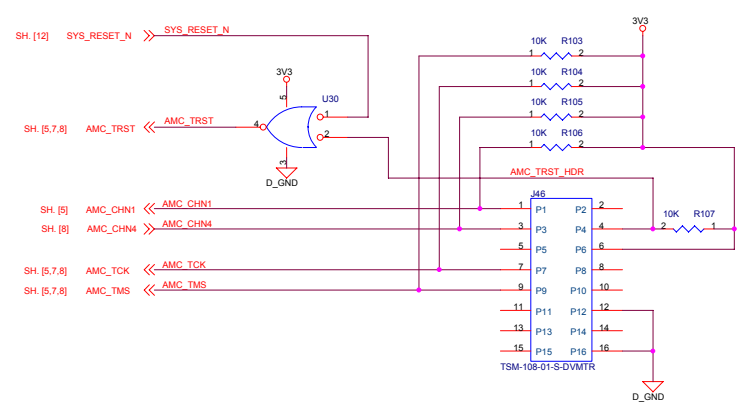 3V3
SH. [12] SYS_RESET_N SYS_RESET_N
10K R103
1 2
3V3
10K R104
1 2
5 U30
10K R105
1 1 2
SH. [5,7,8] AMC_TRST AMC_TRST 4
2
10K R106
1 2
3
D_GND
AMC_TRST_HDR
J46
SH. [5] AMC_CHN1 AMC_CHN1 1 P1 P2 2
10K R107
SH. [8] AMC_CHN4 AMC_CHN4 3 P3 P4 4 2 1
5 P5 P6 6
SH. [5,7,8] AMC_TCK AMC_TCK 7 P7 P8 8
SH. [5,7,8] AMC_TMS AMC_TMS 9 P9 P10 10
11 P11 P12 12
13 P13 P14 14
15 P15 P16 16
TSM-108-01-S-DVMTR
D_GND